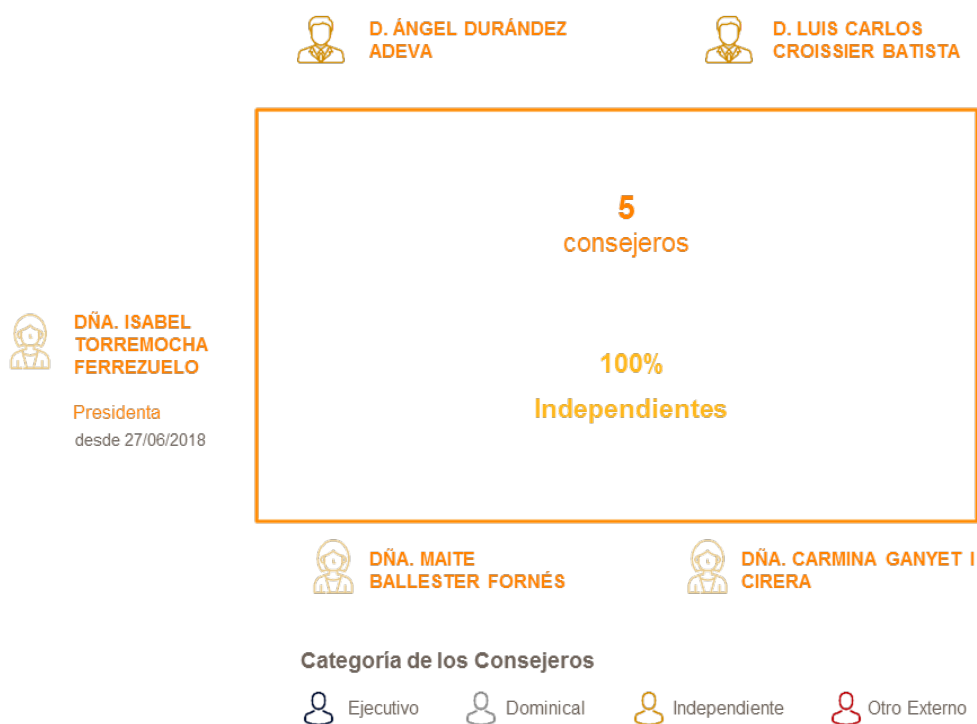 D. ÁNGEL DURÁNDEZ
ADEVA
D. LUIS CARLOS
CROISSIER BATISTA
5
consejeros
DÑA. ISABEL
TORREMOCHA
FERREZUELO
Presidenta
desde 27/06/2018
100%
Independientes
DÑA. MAITE
BALLESTER FORNÉS
DÑA. CARMINA GANYET I
CIRERA
Categoría de los Consejeros
Ejecutivo
Dominical
Independiente
Otro Externo